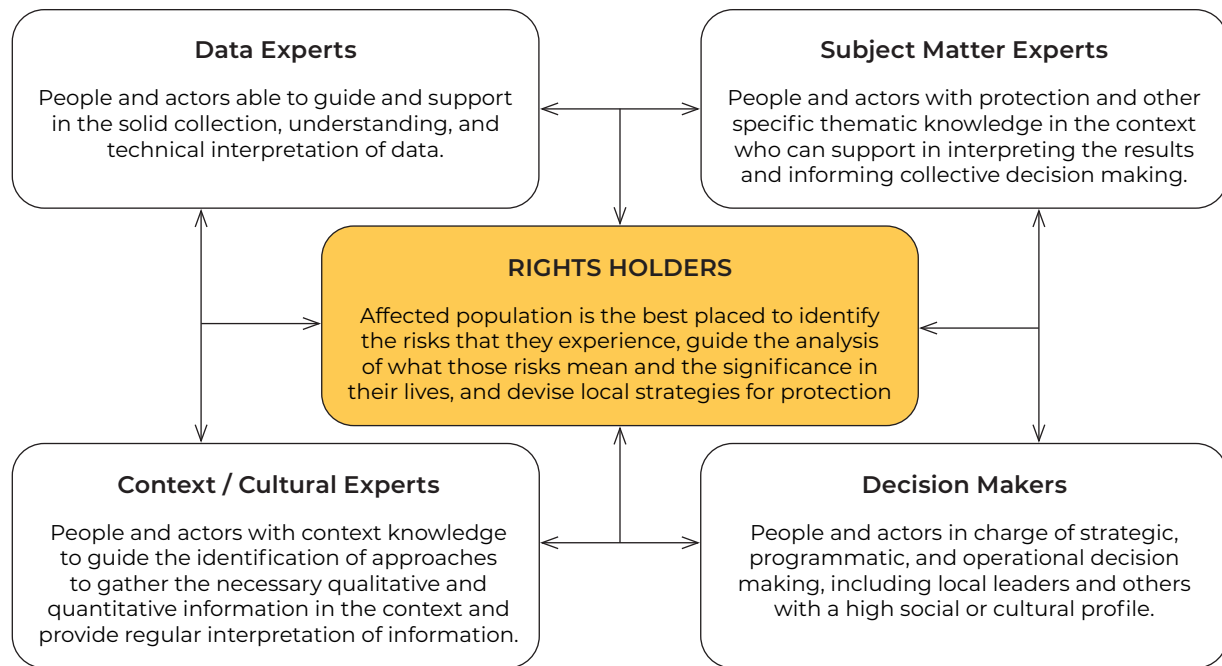 Data Experts
People and actors able to guide and support
in the solid collection, understanding, and
technical interpretation of data.
Subject Matter Experts
People and actors with protection and other
specific thematic knowledge in the context
who can support in interpreting the results
and informing collective decision making.
RIGHTS HOLDERS
Affected population is the best placed to identify
the risks that they experience, guide the analysis
of what those risks mean and the significance in
their lives, and devise local strategies for protection
Context / Cultural Experts
People and actors with context knowledge
to guide the identification of approaches
to gather the necessary qualitative and
quantitative information in the context and
provide regular interpretation of information.
Decision Makers
People and actors in charge of strategic,
programmatic, and operational decision
making, including local leaders and others
with a high social or cultural profile.